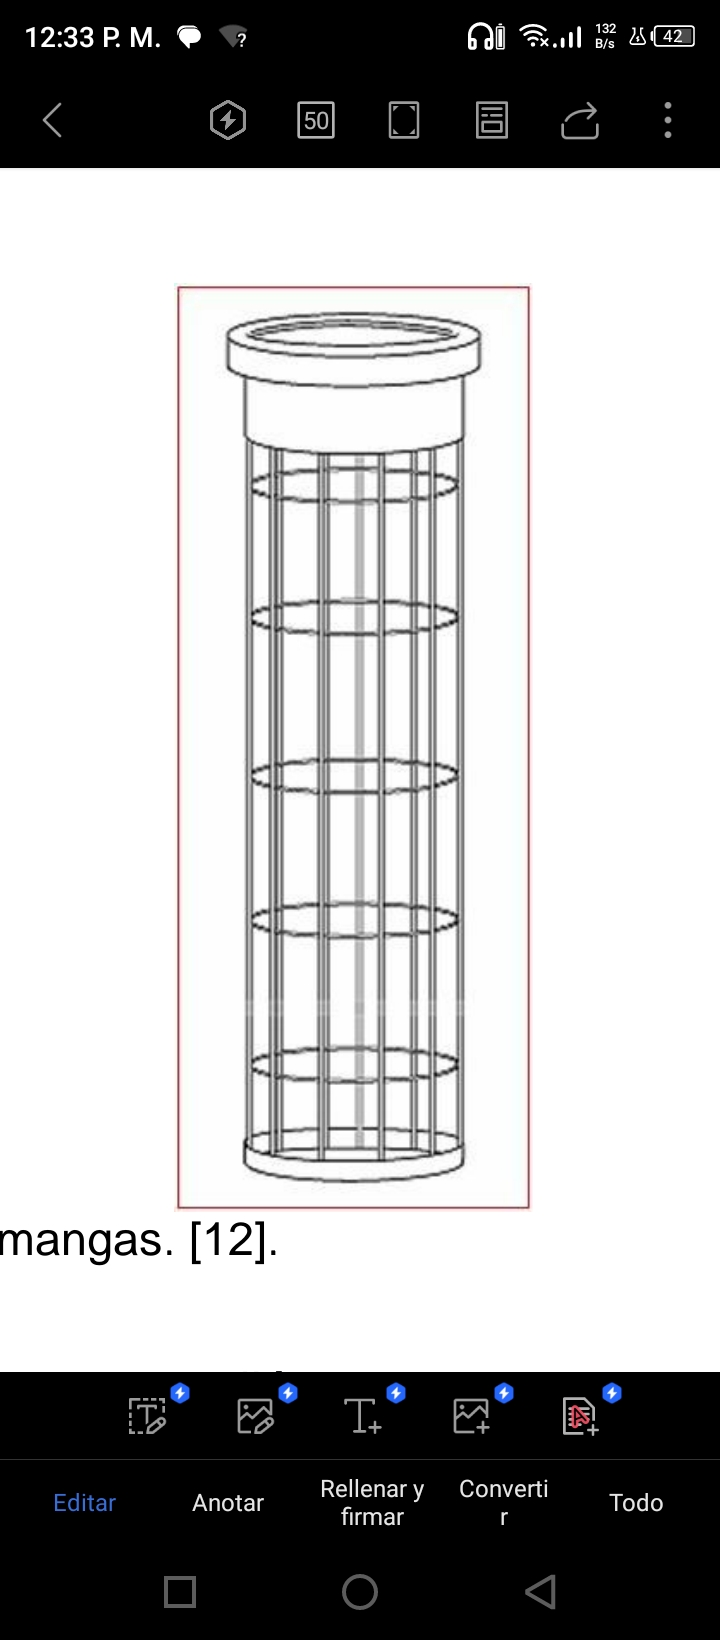 12:33 P. M.
?
132
B/s
42
50
mangas. [12].
Editar
Anotar
Rellenar y
firmar
Converti
r
Todo